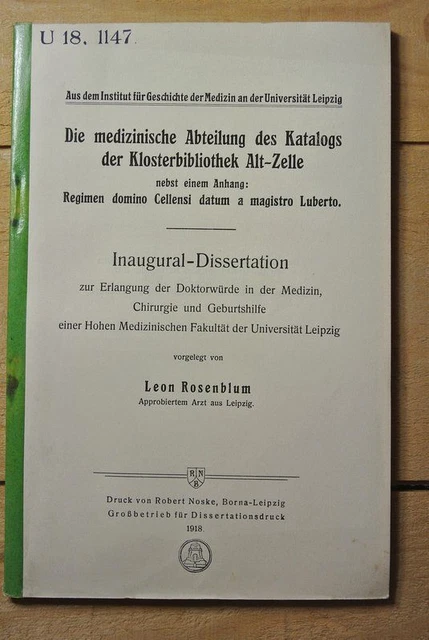 U 18, 1147
Aus dem Institut für Geschichte der Medizin an der Universität Leipzig
Die medizinische Abteilung des Katalogs
der Klosterbibliothek Alt-Zelle
nebst einem Anhang:
Regimen domino Cellensi datum a magistro Luberto.
Inaugural-Dissertation
zur Erlangung der Doktorwürde in der Medizin,
Chirurgie und Geburtshilfe
einer Hohen Medizinischen Fakultät der Universität Leipzig
vorgelegt von
Leon Rosenblum
Approbiertem Arzt aus Leipzig.
R N
B
Druck von Robert Noske, Borna-Leipzig
Großbetrieb für Dissertationsdruck
1918.